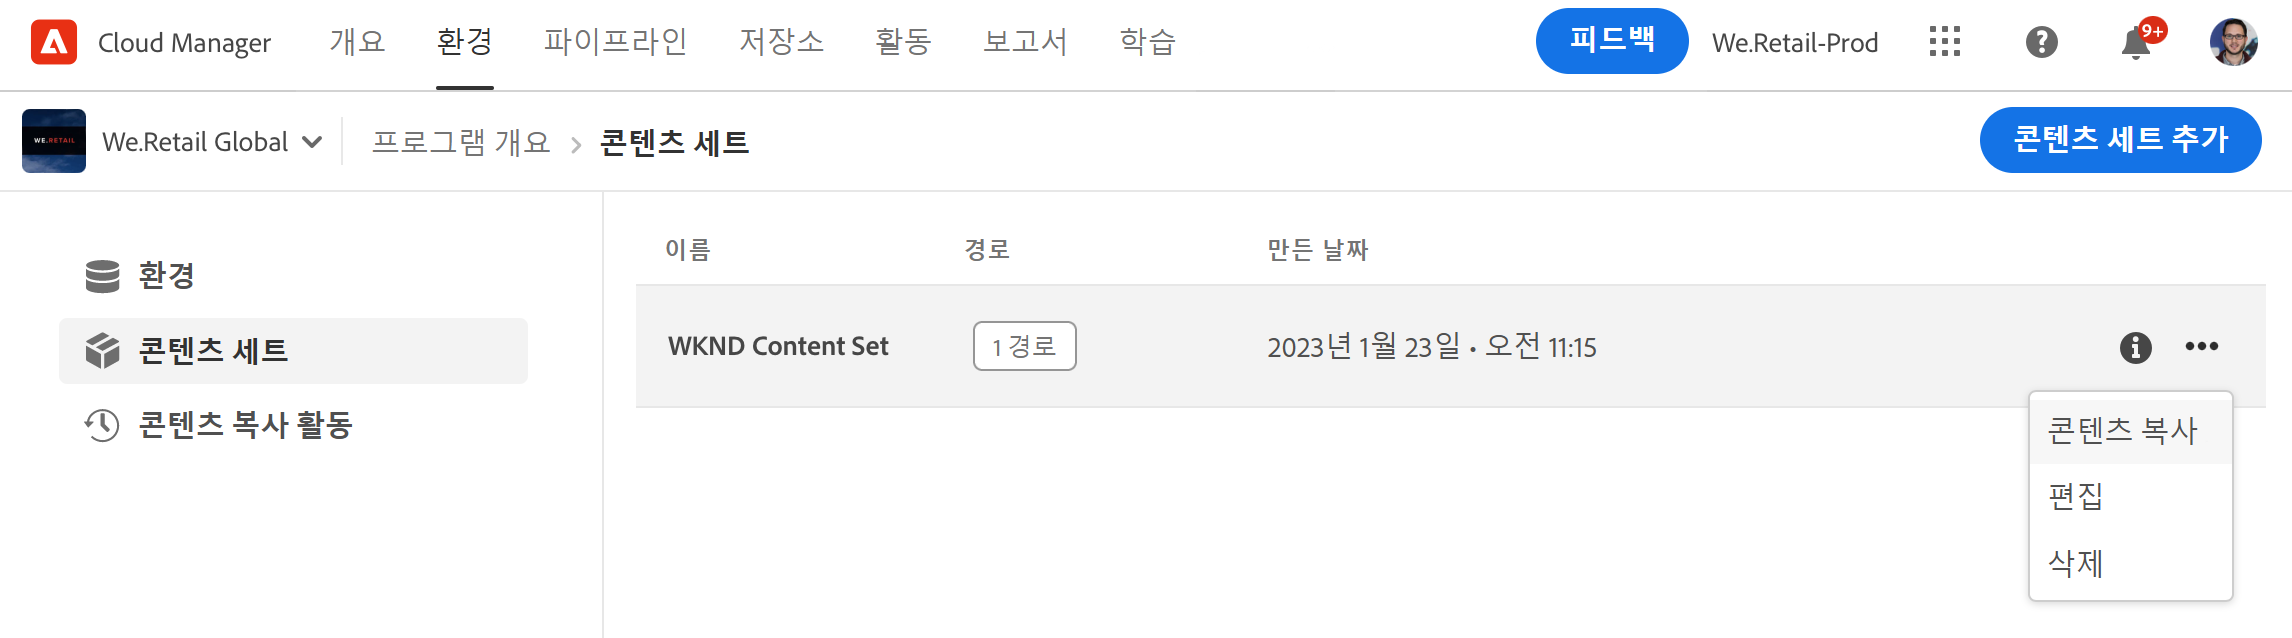 Cloud Manager 개요 환경 파이프라인 저장소 활동 보고서 학습 피드백 We.Retail-Prod 9+
WE.RETAIL We.Retail Global 프로그램 개요 > 콘텐츠 세트 콘텐츠 세트 추가
환경
콘텐츠 세트
콘텐츠 복사 활동
이름 경로 만든 날짜
WKND Content Set 1 경로 2023년 1월 23일 • 오전 11:15
콘텐츠 복사
편집
삭제